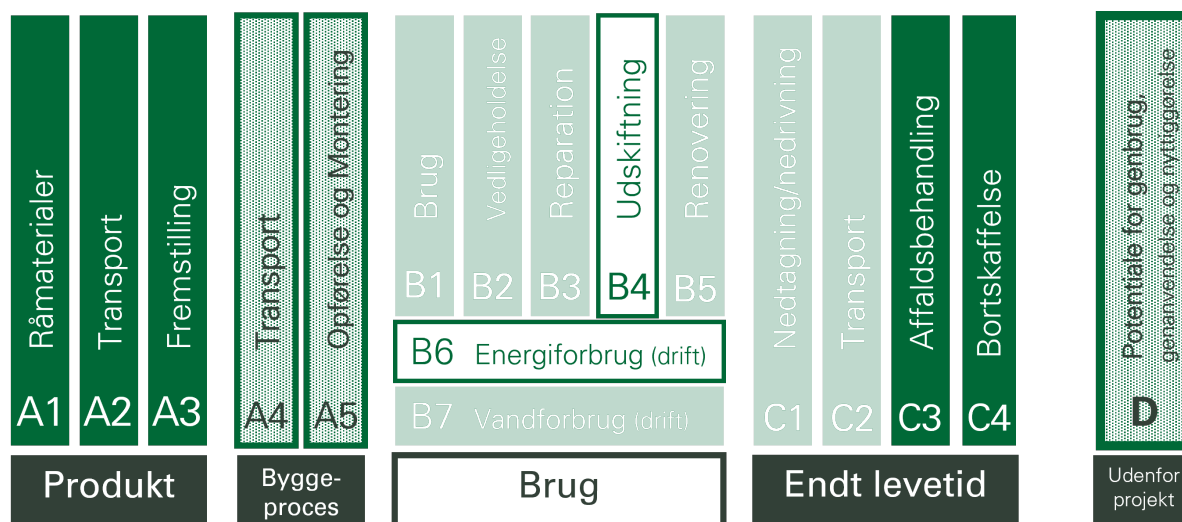 Råmaterialer
A1
Transport
A2
Fremstilling
A3
Produkt
Transport
A4
Opførelse og Montering
A5
Bygge-
proces
Brug
B1
Vedligeholdelse
B2
Reparation
B3
Udskiftning
B4
Renovering
B5
B6 Energiforbrug (drift)
B7 Vandforbrug (drift)
Brug
Nedtagning/nedrivning
C1
Transport
C2
Affaldsbehandling
C3
Bortskaffelse
C4
Endt levetid
Potentiale for genbrug,
genanvendelse og nyttiggørelse
D
Udenfor
projekt